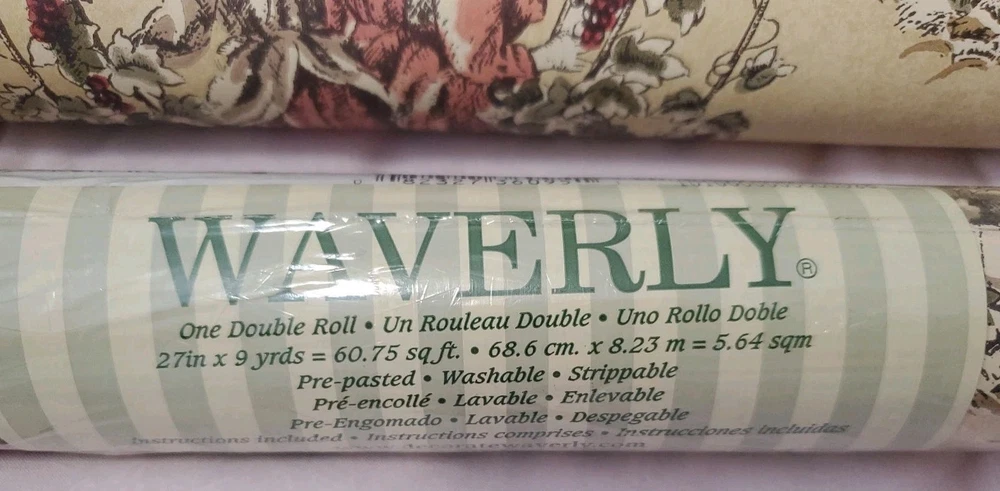 WAVERLY®
One Double Roll • Un Rouleau Double • Uno Rollo Doble
27in x 9 yrds = 60.75 sq ft. • 68.6 cm. x 8.23 m = 5.64 sqm
Pre-pasted • Washable • Strippable
Pré-encollé • Lavable • Enlevable
Pre-Engomado • Lavable • Despegable
Instructions included • Instructions comprises • Instrucciones incluidas